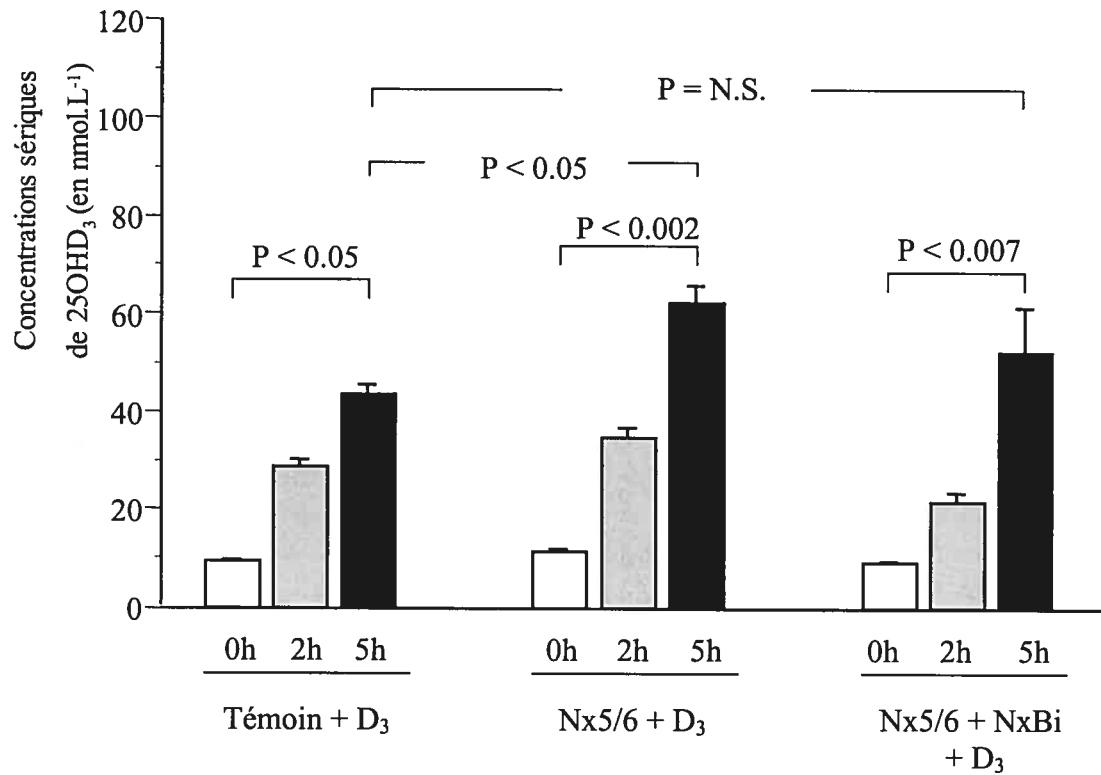 Concentrations sériques
de 25OHD₃ (en nmol.L⁻¹)
120
100
80
60
40
20
0
P = N.S.
P < 0.05
P < 0.05
P < 0.002
P < 0.007
0h 2h 5h
0h 2h 5h
0h 2h 5h
Témoin + D₃
Nx5/6 + D₃
Nx5/6 + NxBi
+ D₃